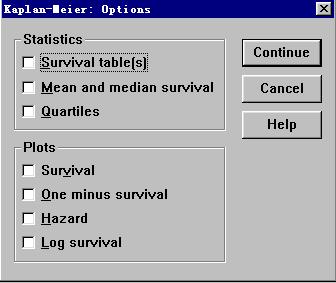 Kaplan-Meier: Options
Statistics
Survival table(s)
Mean and median survival
Quartiles
Plots
Survival
One minus survival
Hazard
Log survival
Continue
Cancel
Help